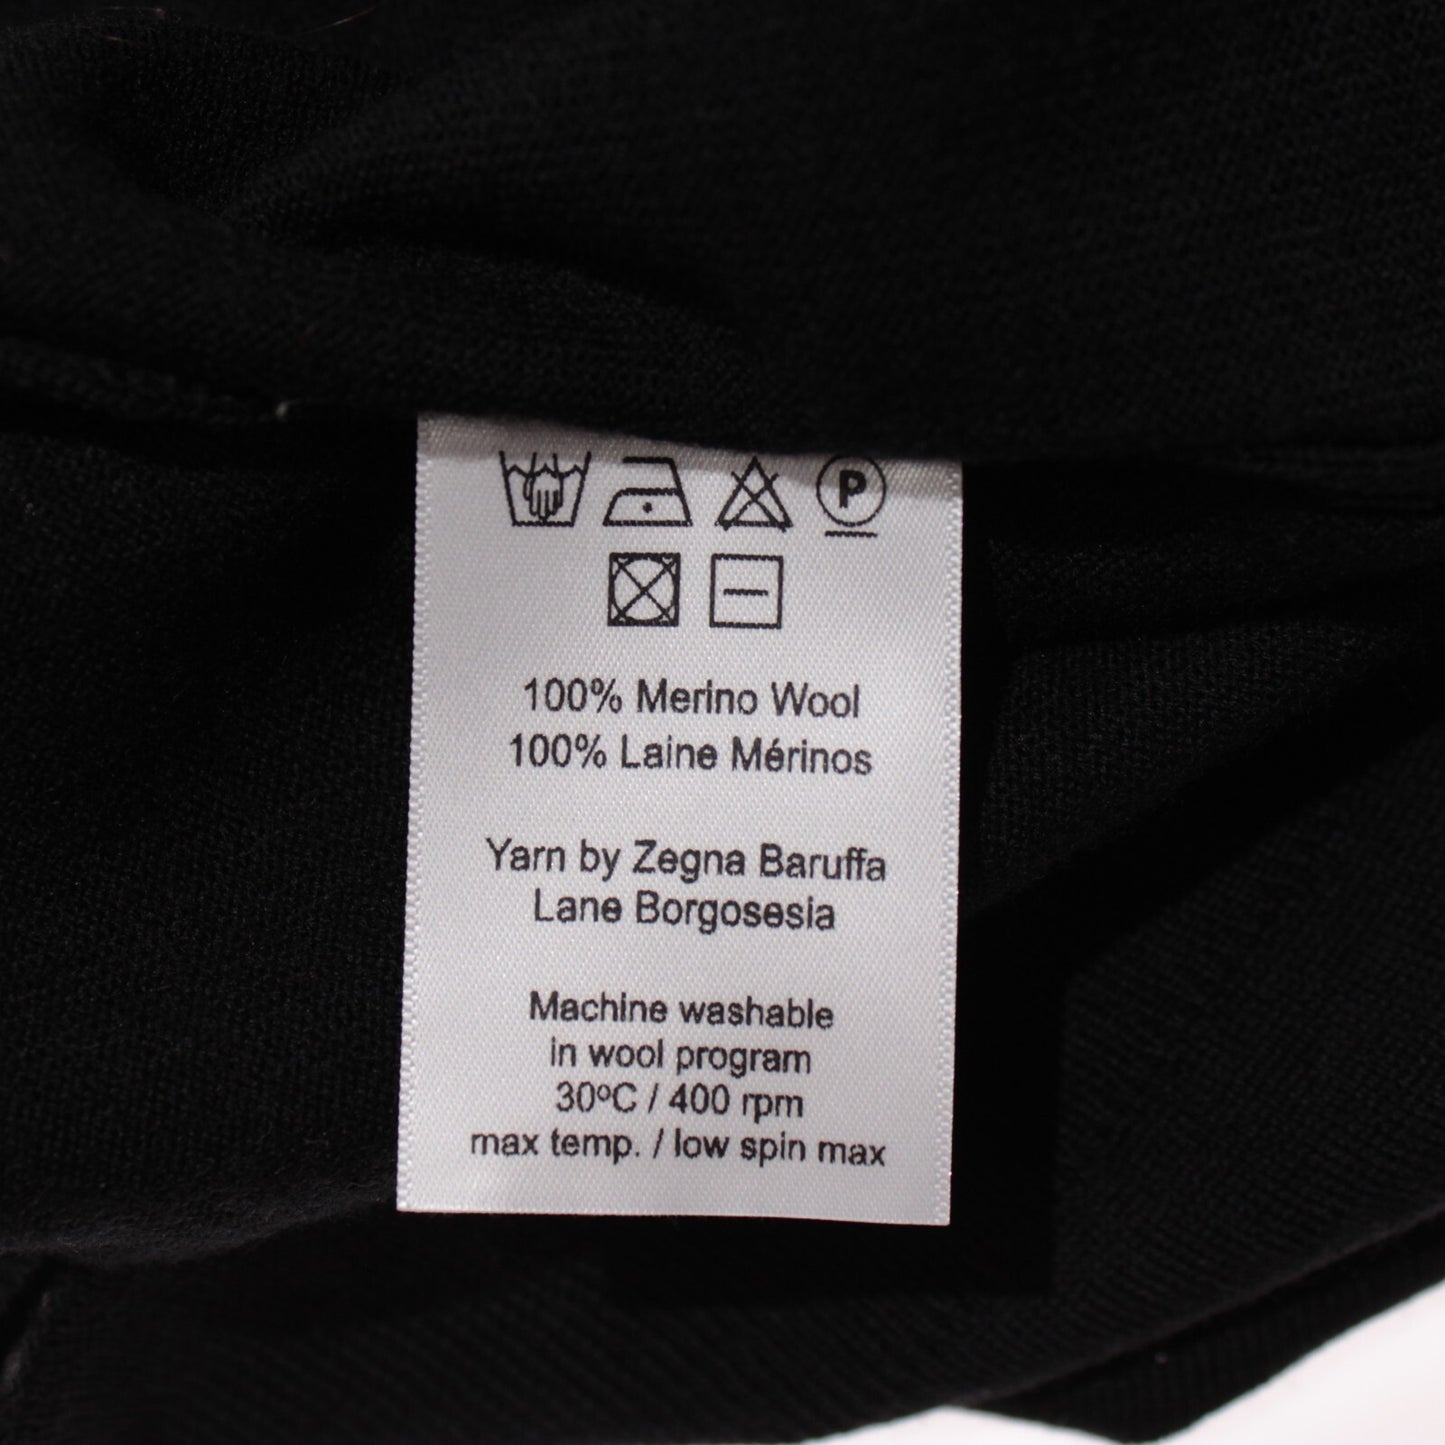 P
100% Merino Wool
100% Laine Mérinos
Yarn by Zegna Baruffa
Lane Borgosesia
Machine washable
in wool program
30ºC / 400 rpm
max temp. / low spin max